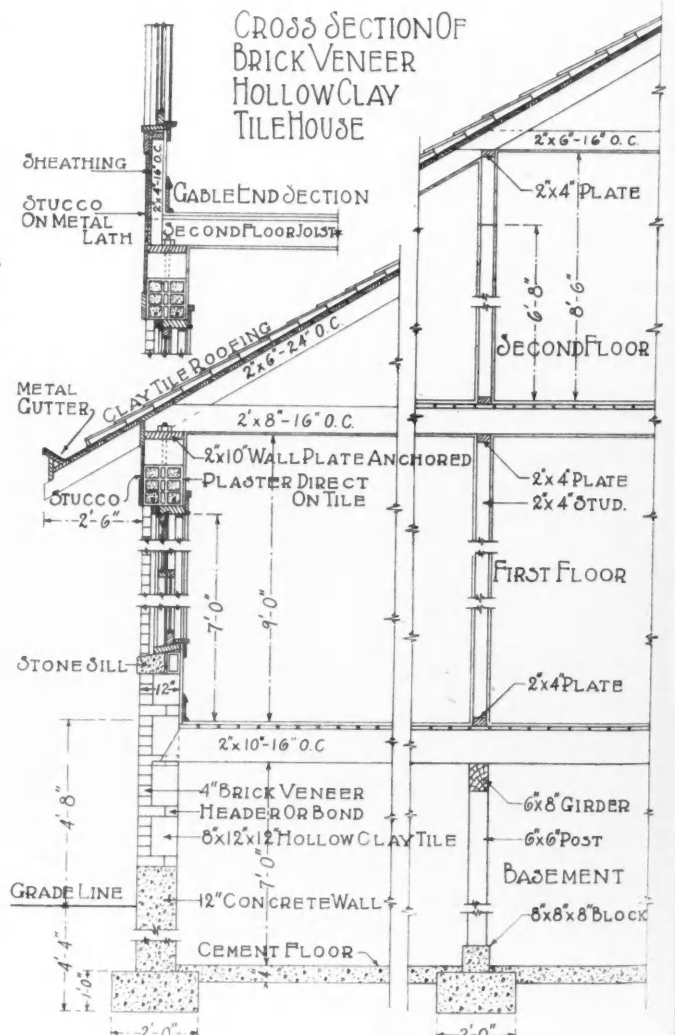 CROSS SECTION OF
BRICK VENEER
HOLLOW CLAY
TILE HOUSE
SHEATHING
STUCCO
ON METAL
LATH
2"x4"-16"O.C.
GABLE END SECTION
SECOND FLOOR JOIST
2"x6"-16"O.C.
2"x4" PLATE
6'-8"
8'-6"
SECOND FLOOR
CLAY TILE ROOFING
2"x6"-24"O.C.
METAL
GUTTER
2"x8"-16"O.C.
2"x10" WALL PLATE ANCHORED
STUCCO
PLASTER DIRECT
ON TILE
2'-6"
2"x4" PLATE
2"x4" STUD.
7'-0"
9'-0"
FIRST FLOOR
STONE SILL
12"
2"x4" PLATE
2"x10"-16"O.C
4'-8"
4" BRICK VENEER
HEADER OR BOND
8"x12"x12" HOLLOW CLAY TILE
7'-0"
6"x8" GIRDER
6"x6" POST
BASEMENT
GRADE LINE
12" CONCRETE WALL
8"x8"x8" BLOCK
4'-4"
CEMENT FLOOR
1'-0"
4"
2'-0"
2'-0"